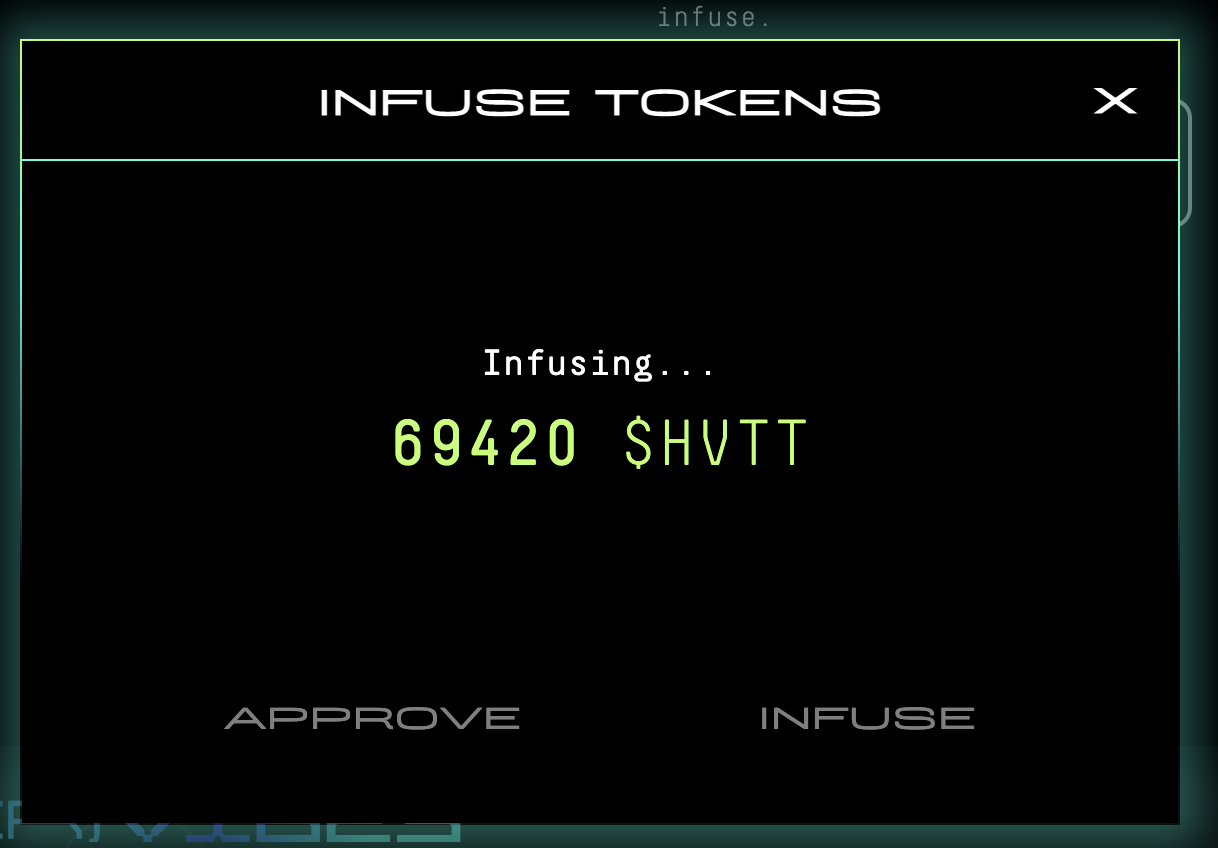 infuse.
INFUSE TOKENS X
Infusing...
69420 $HVTT
APPROVE INFUSE